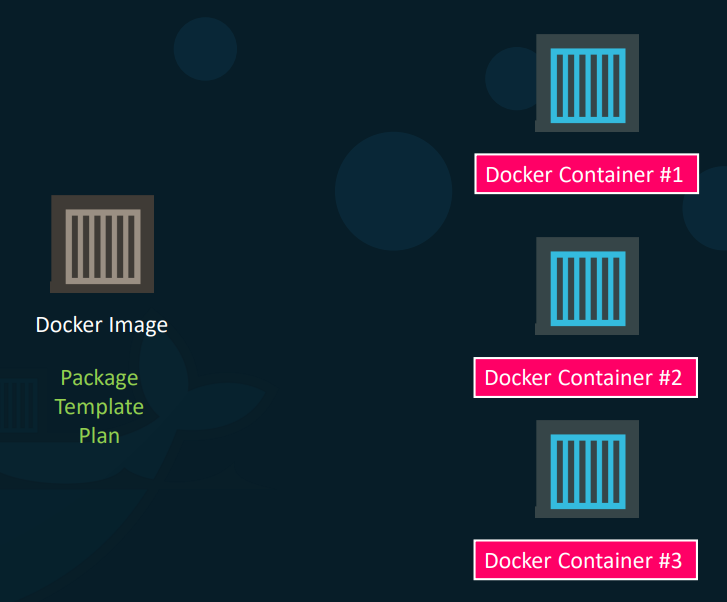 Docker Image
Package
Template
Plan
Docker Container #1
Docker Container #2
Docker Container #3